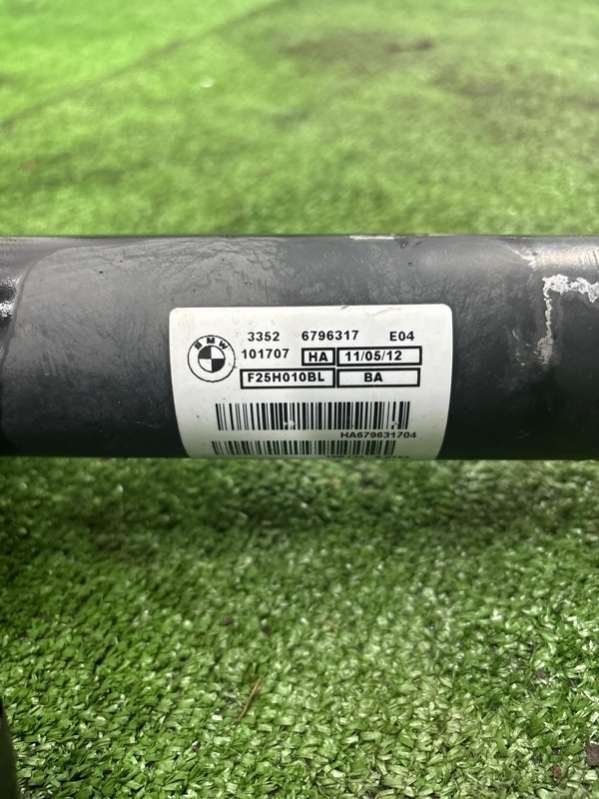 BMW
3352 6796317 E04
101707 HA 11/05/12
F25H010BL BA
HA679631704